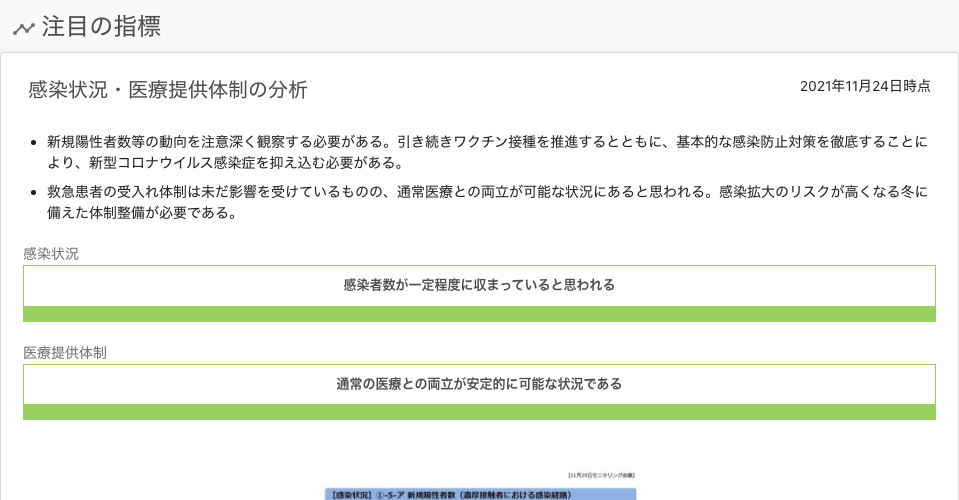 注目の指標
感染状況・医療提供体制の分析
2021年11月24日時点
新規陽性者数等の動向を注意深く観察する必要がある。引き続きワクチン接種を推進するとともに、基本的な感染防止対策を徹底することに
より、新型コロナウイルス感染症を抑え込む必要がある。
救急患者の受入れ体制は未だ影響を受けているものの、通常医療との両立が可能な状況にあると思われる。感染拡大のリスクが高くなる冬に
備えた体制整備が必要である。
感染状況
感染者数が一定程度に収まっていると思われる
医療提供体制
通常の医療との両立が安定的に可能な状況である
【11月25日モニタリング会議】
【感染状況】①-5-ア 新規陽性者数（濃厚接触者における感染経路）